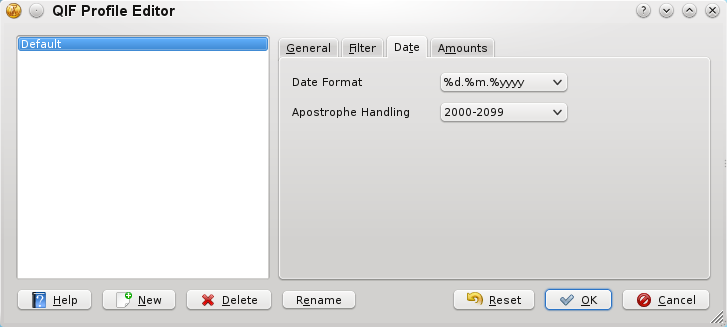 QIF Profile Editor
Default
General Filter Date Amounts
Date Format %d.%m.%yyyy
Apostrophe Handling 2000-2099
Help New Delete Rename Reset OK Cancel